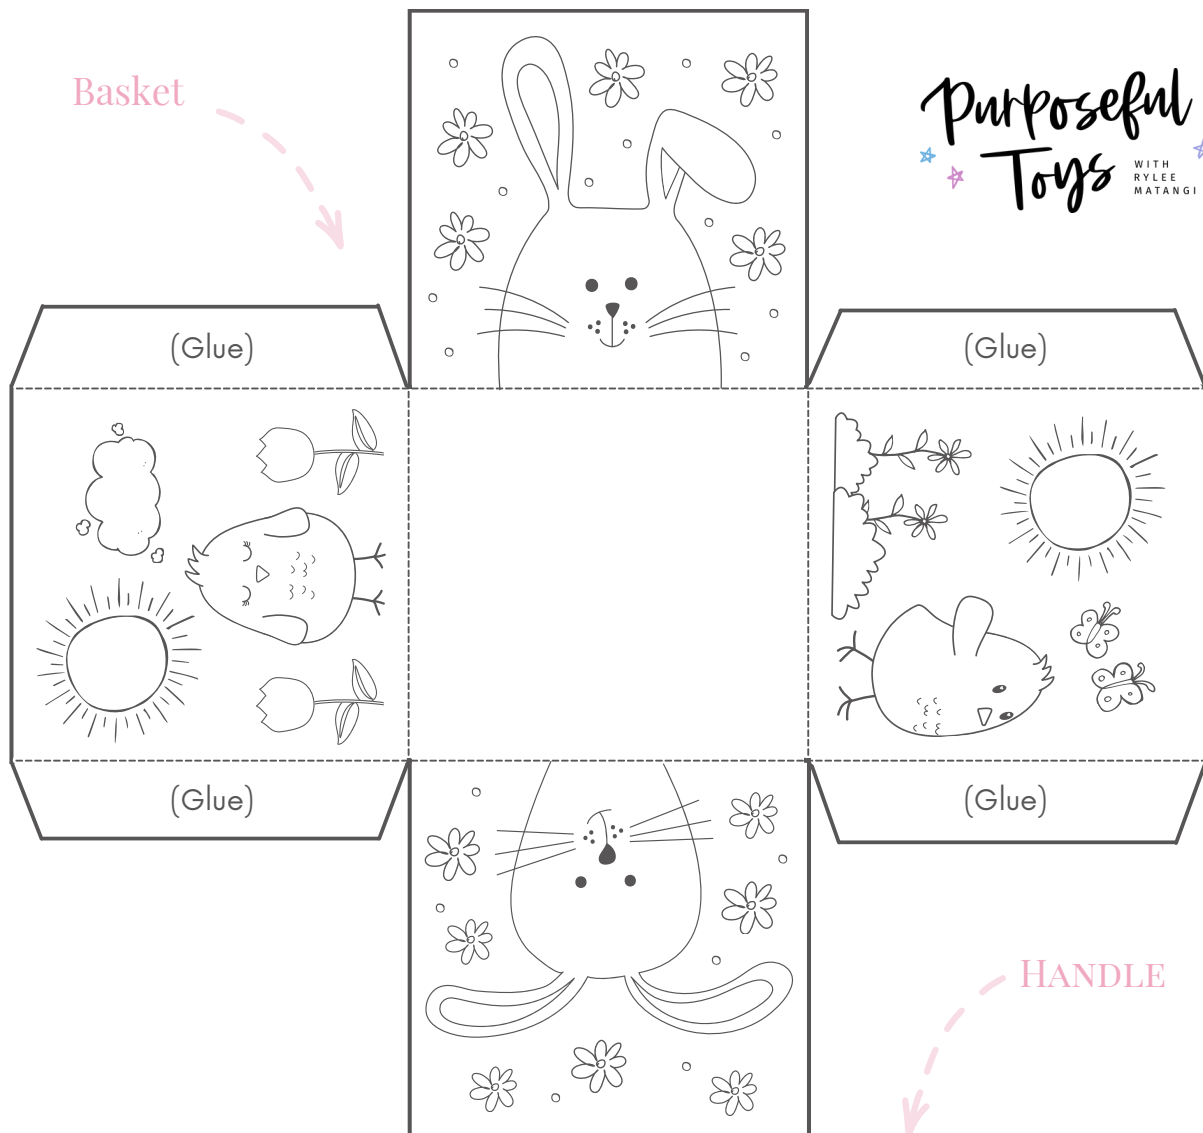 Basket
Purposeful
Toys
WITH
RYLEE
MATANGI
(Glue)
(Glue)
(Glue)
(Glue)
HANDLE